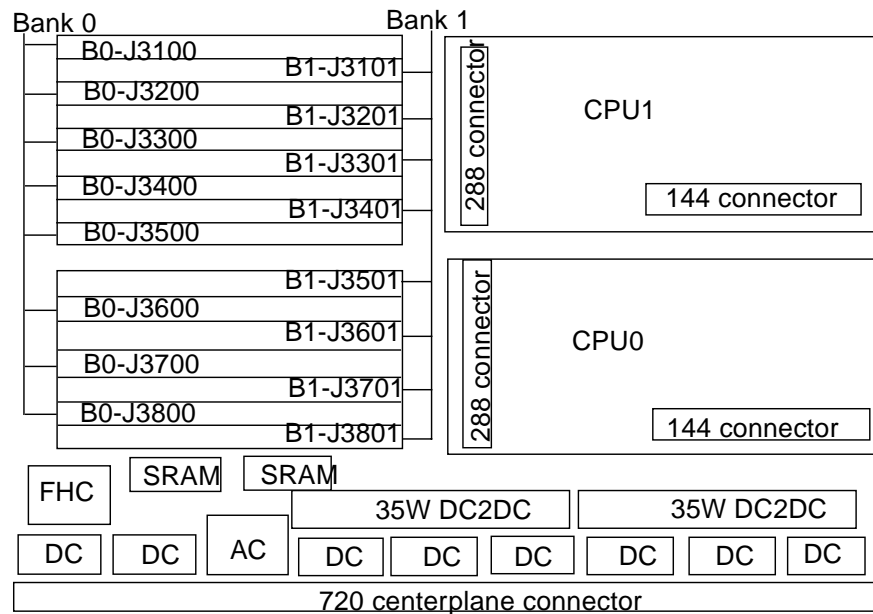 Bank 0
Bank 1
B0-J3100
B1-J3101
B0-J3200
B1-J3201
B0-J3300
B1-J3301
B0-J3400
B1-J3401
B0-J3500
288 connector
CPU1
144 connector
B1-J3501
B0-J3600
B1-J3601
B0-J3700
B1-J3701
B0-J3800
B1-J3801
288 connector
CPU0
144 connector
FHC
SRAM
SRAM
35W DC2DC
35W DC2DC
DC
DC
AC
DC
DC
DC
DC
DC
DC
720 centerplane connector